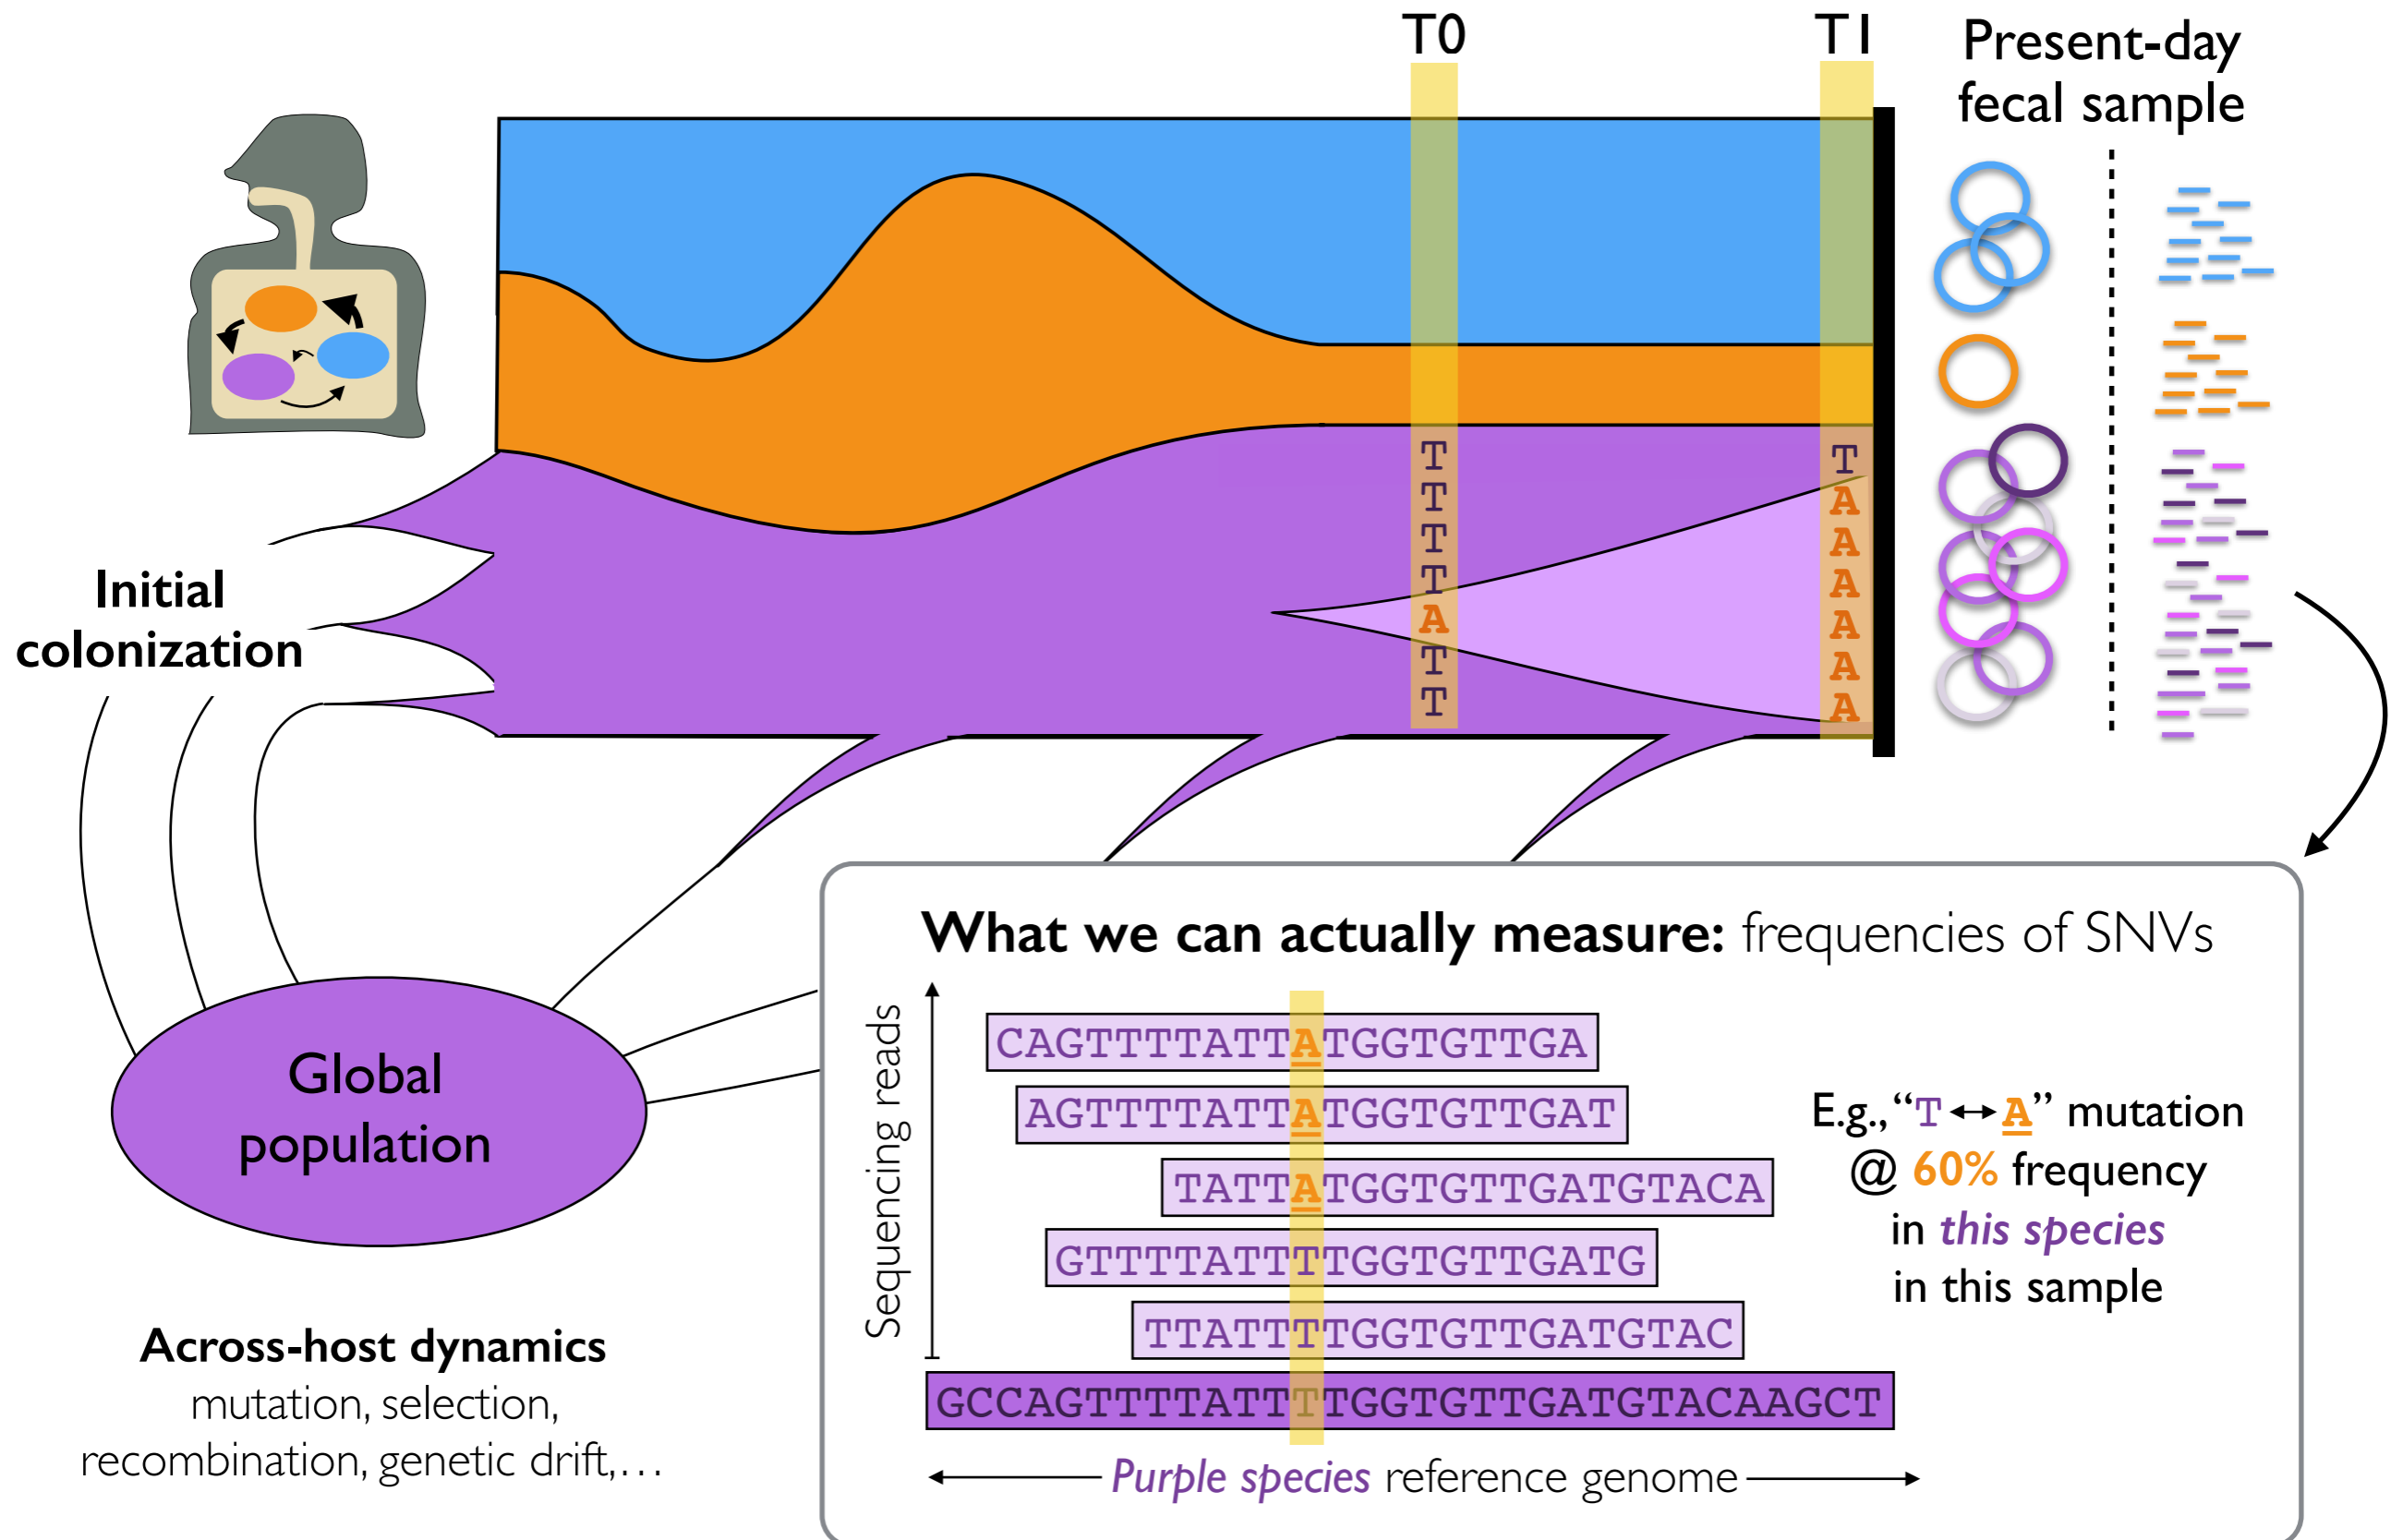 T0
T1
Present-day
fecal sample
T
T
T
T
A
T
T
T
A
A
A
A
A
A
Initial
colonization
Global
population
Across-host dynamics
mutation, selection,
recombination, genetic drift,…
What we can actually measure: frequencies of SNVs
Sequencing reads
CAGTTTTATTATGGTGTTGA
AGTTTTATTATGGTGTTGAT
TATTATGGTGTTGATGTACA
GTTTTATTTTGGTGTTGATG
TTATTTTGGTGTTGATGTAC
GCCAGTTTTATTTTGGTGTTGATGTACAAGCT
Purple species reference genome
E.g., “T↔A” mutation
@ 60% frequency
in this species
in this sample